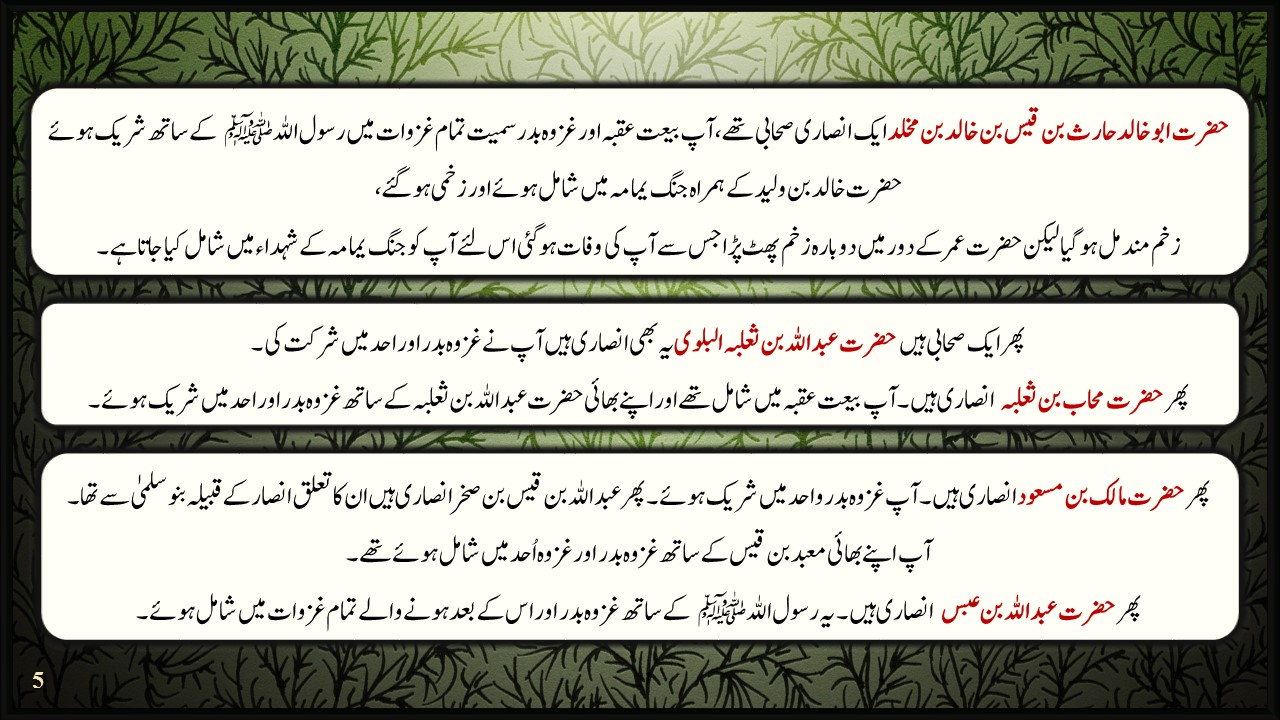 حضرت ابو خالد حارث بن قیس بن خالد بن مخلد ایک انصاری صحابی تھے، آپ بیعت عقبہ اور غزوہ بدر سمیت تمام غزوات میں رسول اللہ ﷺ کے ساتھ شریک ہوئے
حضرت خالد بن ولید کے ہمراہ جنگ یمامہ میں شامل ہوئے اور زخمی ہو گئے،
زخم مندمل ہو گیا لیکن حضرت عمر کے دور میں دوبارہ زخم پھٹ پڑا جس سے آپ کی وفات ہو گئی اس لئے آپ کو جنگ یمامہ کے شہداء میں شامل کیا جاتا ہے۔
پھر ایک صحابی ہیں حضرت عبد اللہ بن ثعلبہ البلوی یہ بھی انصاری ہیں آپ نے غزوہ بدر اور احد میں شرکت کی۔
پھر حضرت محاب بن ثعلبہ انصاری ہیں۔ آپ بیعت عقبہ میں شامل تھے اور اپنے بھائی حضرت عبد اللہ بن ثعلبہ کے ساتھ غزوہ بدر اور احد میں شریک ہوئے۔
پھر حضرت مالک بن مسعود انصاری ہیں۔ آپ غزوہ بدر و احد میں شریک ہوئے۔ پھر عبد اللہ بن قیس بن صخر انصاری ہیں ان کا تعلق انصار کے قبیلہ بنو سلمیٰ سے تھا۔
آپ اپنے بھائی معبد بن قیس کے ساتھ غزوہ بدر اور غزوہ اُحد میں شامل ہوئے تھے۔
پھر حضرت عبد اللہ بن عبس انصاری ہیں۔ یہ رسول اللہ ﷺ کے ساتھ غزوہ بدر اور اس کے بعد ہونے والے تمام غزوات میں شامل ہوئے۔
5